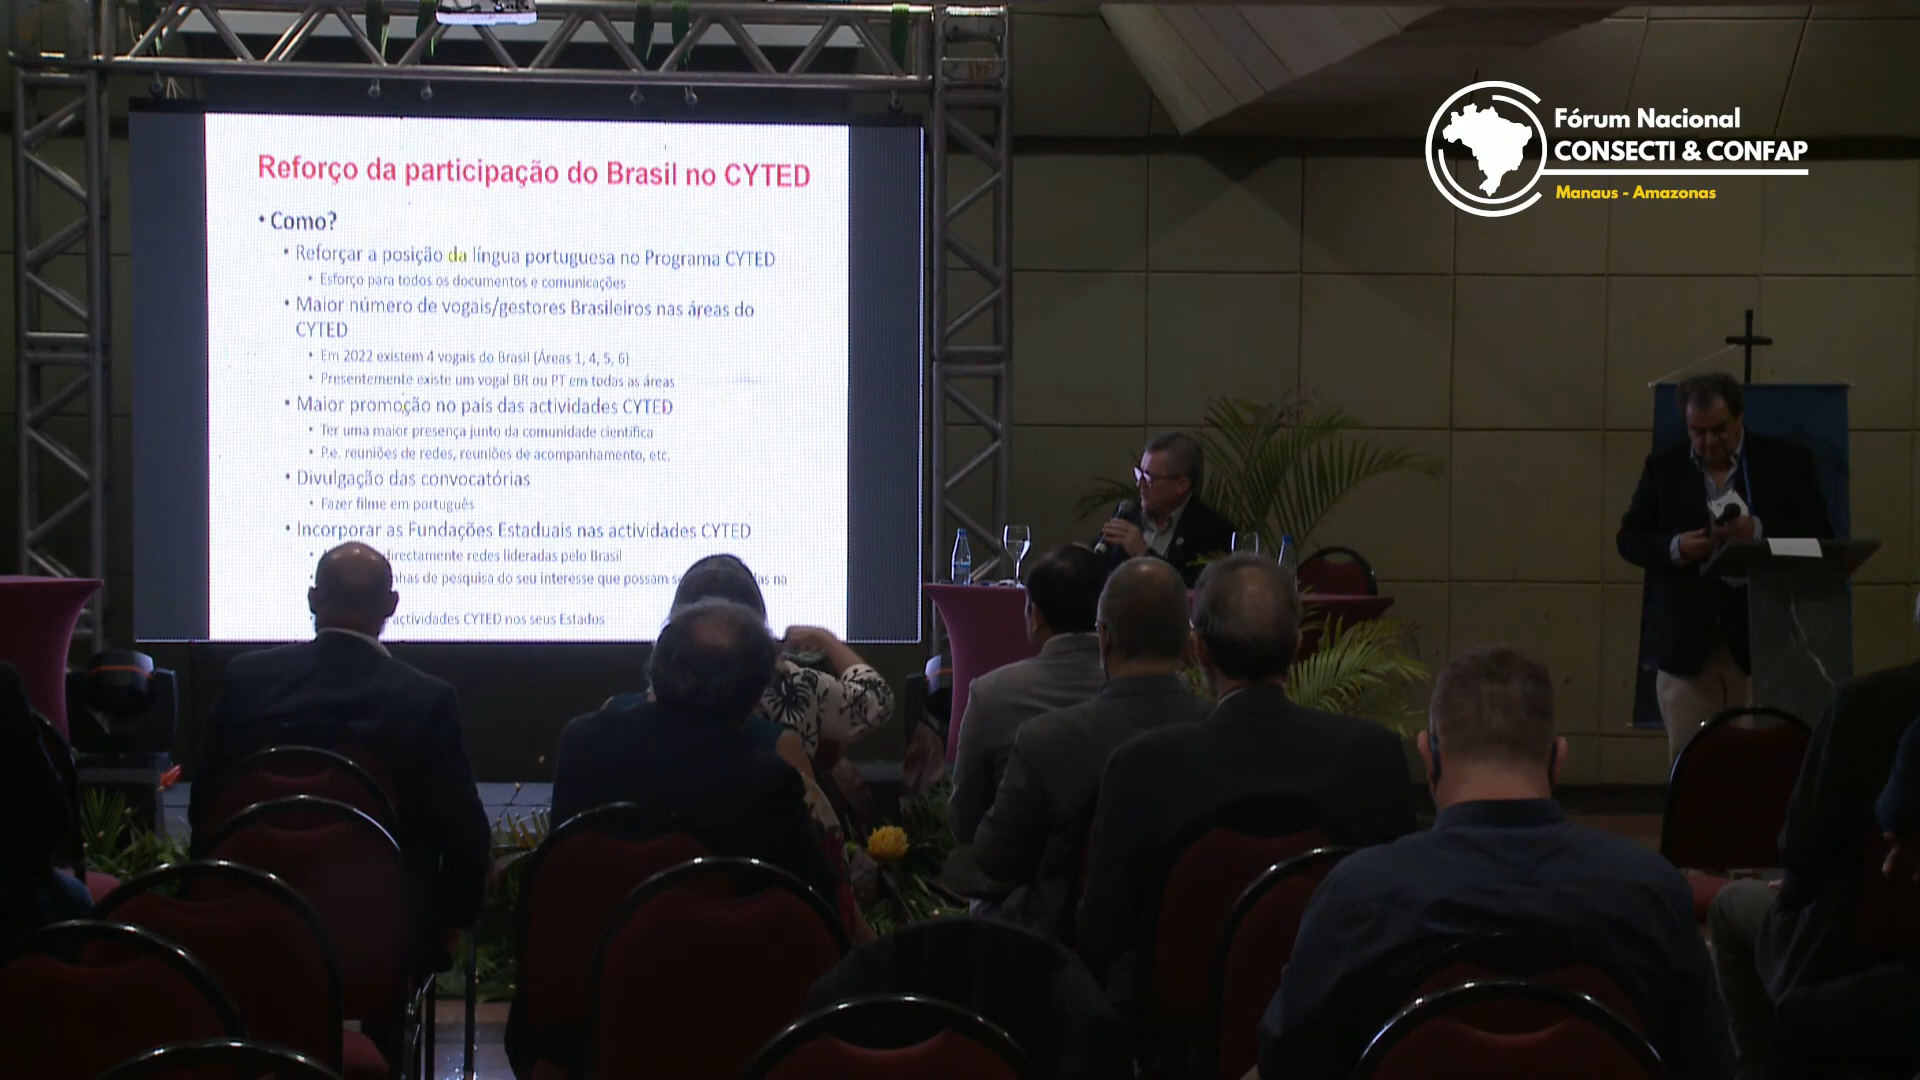 Reforço da participação do Brasil no CYTED
• Como?
• Reforçar a posição da língua portuguesa no Programa CYTED
• Esforço para todos os documentos e comunicações
• Maior número de vogais/gestores Brasileiros nas áreas do
CYTED
• Em 2022 existem 4 vogais do Brasil (Áreas 1, 4, 5, 6)
• Presentemente existe um vogal BR ou PT em todas as áreas
• Maior promoção no país das actividades CYTED
• Ter uma maior presença junto da comunidade científica
• P.e. reuniões de redes, reuniões de acompanhamento, etc.
• Divulgação das convocatórias
• Fazer filme em português
• Incorporar as Fundações Estaduais nas actividades CYTED
directamente redes lideradas pelo Brasil
de pesquisa do seu interesse que possam na
actividades CYTED nos seus Estados
Fórum Nacional
CONSECTI & CONFAP
Manaus - Amazonas